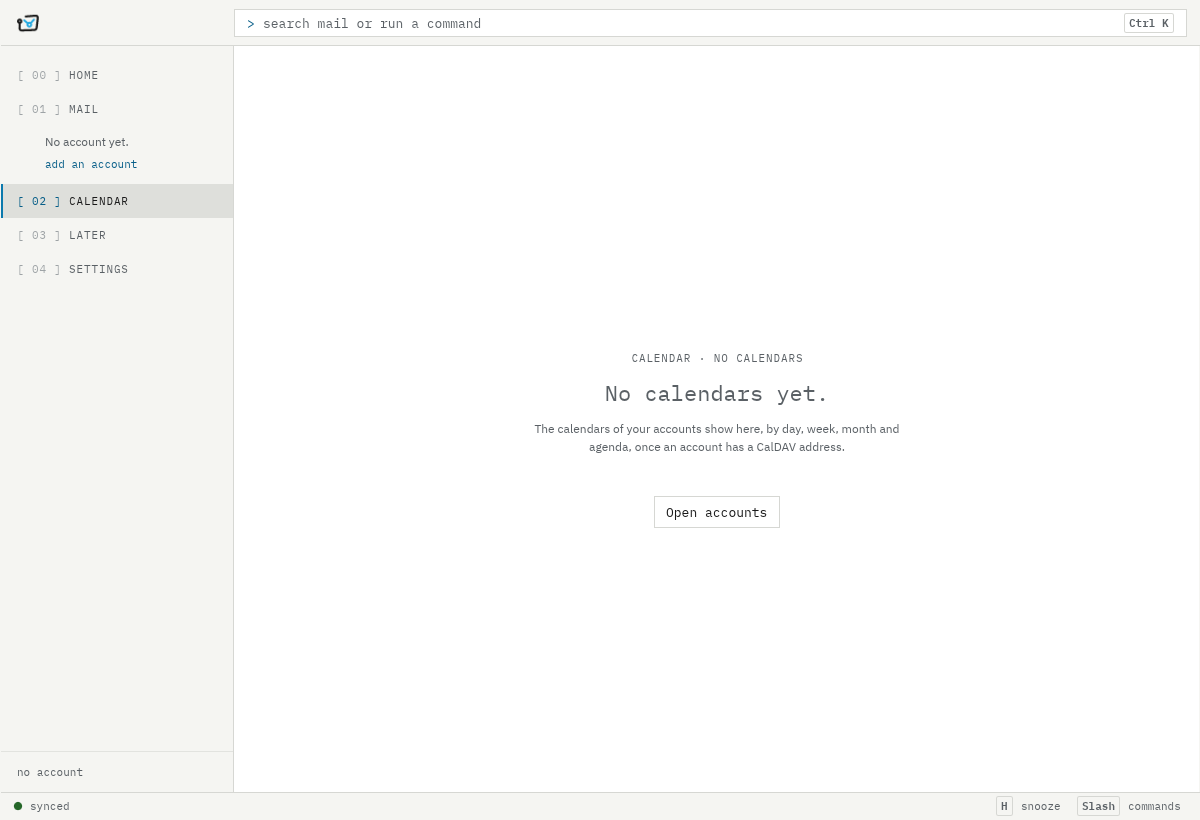 > search mail or run a command Ctrl K
[ 00 ] HOME
[ 01 ] MAIL
No account yet.
add an account
[ 02 ] CALENDAR
[ 03 ] LATER
[ 04 ] SETTINGS
CALENDAR · NO CALENDARS
No calendars yet.
The calendars of your accounts show here, by day, week, month and
agenda, once an account has a CalDAV address.
Open accounts
no account
synced H snooze Slash commands